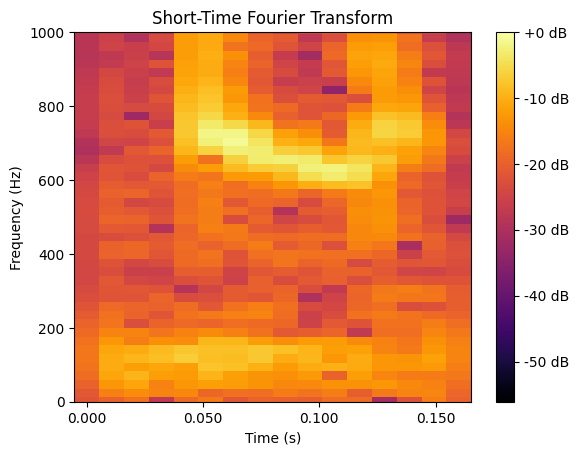 Short-Time Fourier Transform
1000
800
600
400
200
0
Frequency (Hz)
0.000
0.050
0.100
0.150
Time (s)
+0 dB
-10 dB
-20 dB
-30 dB
-40 dB
-50 dB